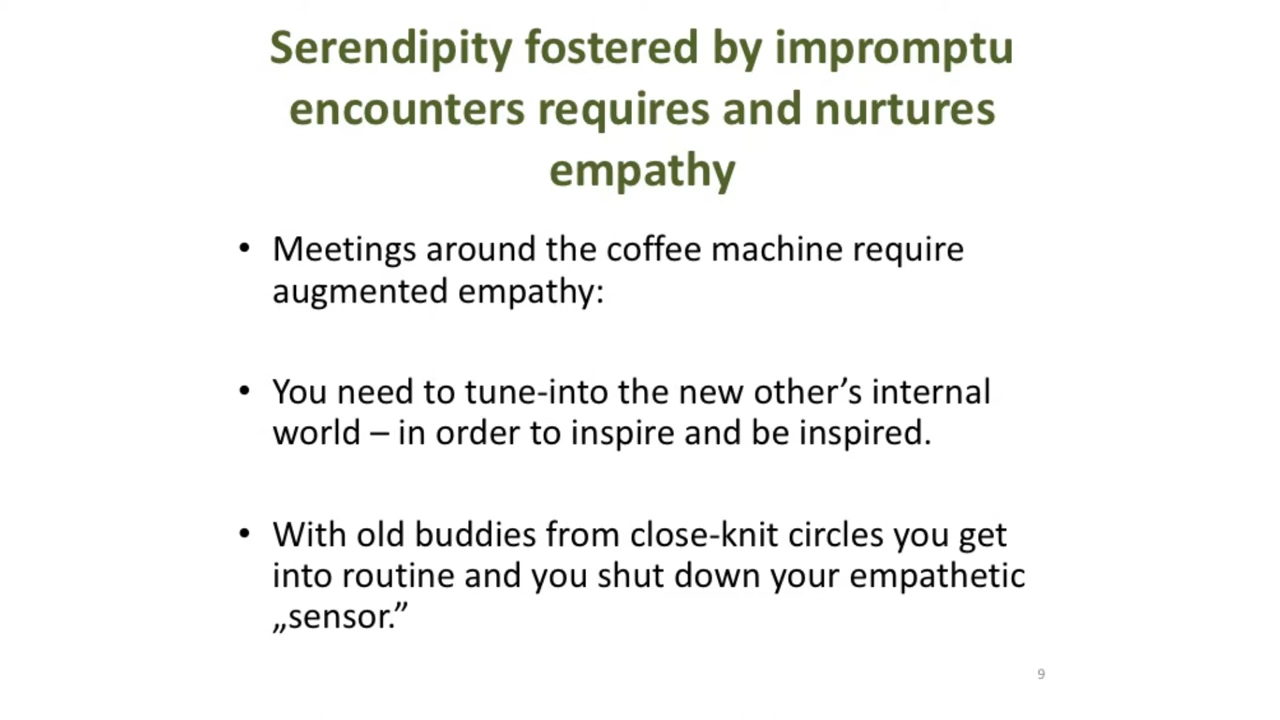 Serendipity fostered by impromptu
encounters requires and nurtures
empathy
• Meetings around the coffee machine require
augmented empathy:
• You need to tune-into the new other’s internal
world – in order to inspire and be inspired.
• With old buddies from close-knit circles you get
into routine and you shut down your empathetic
„sensor.”
9